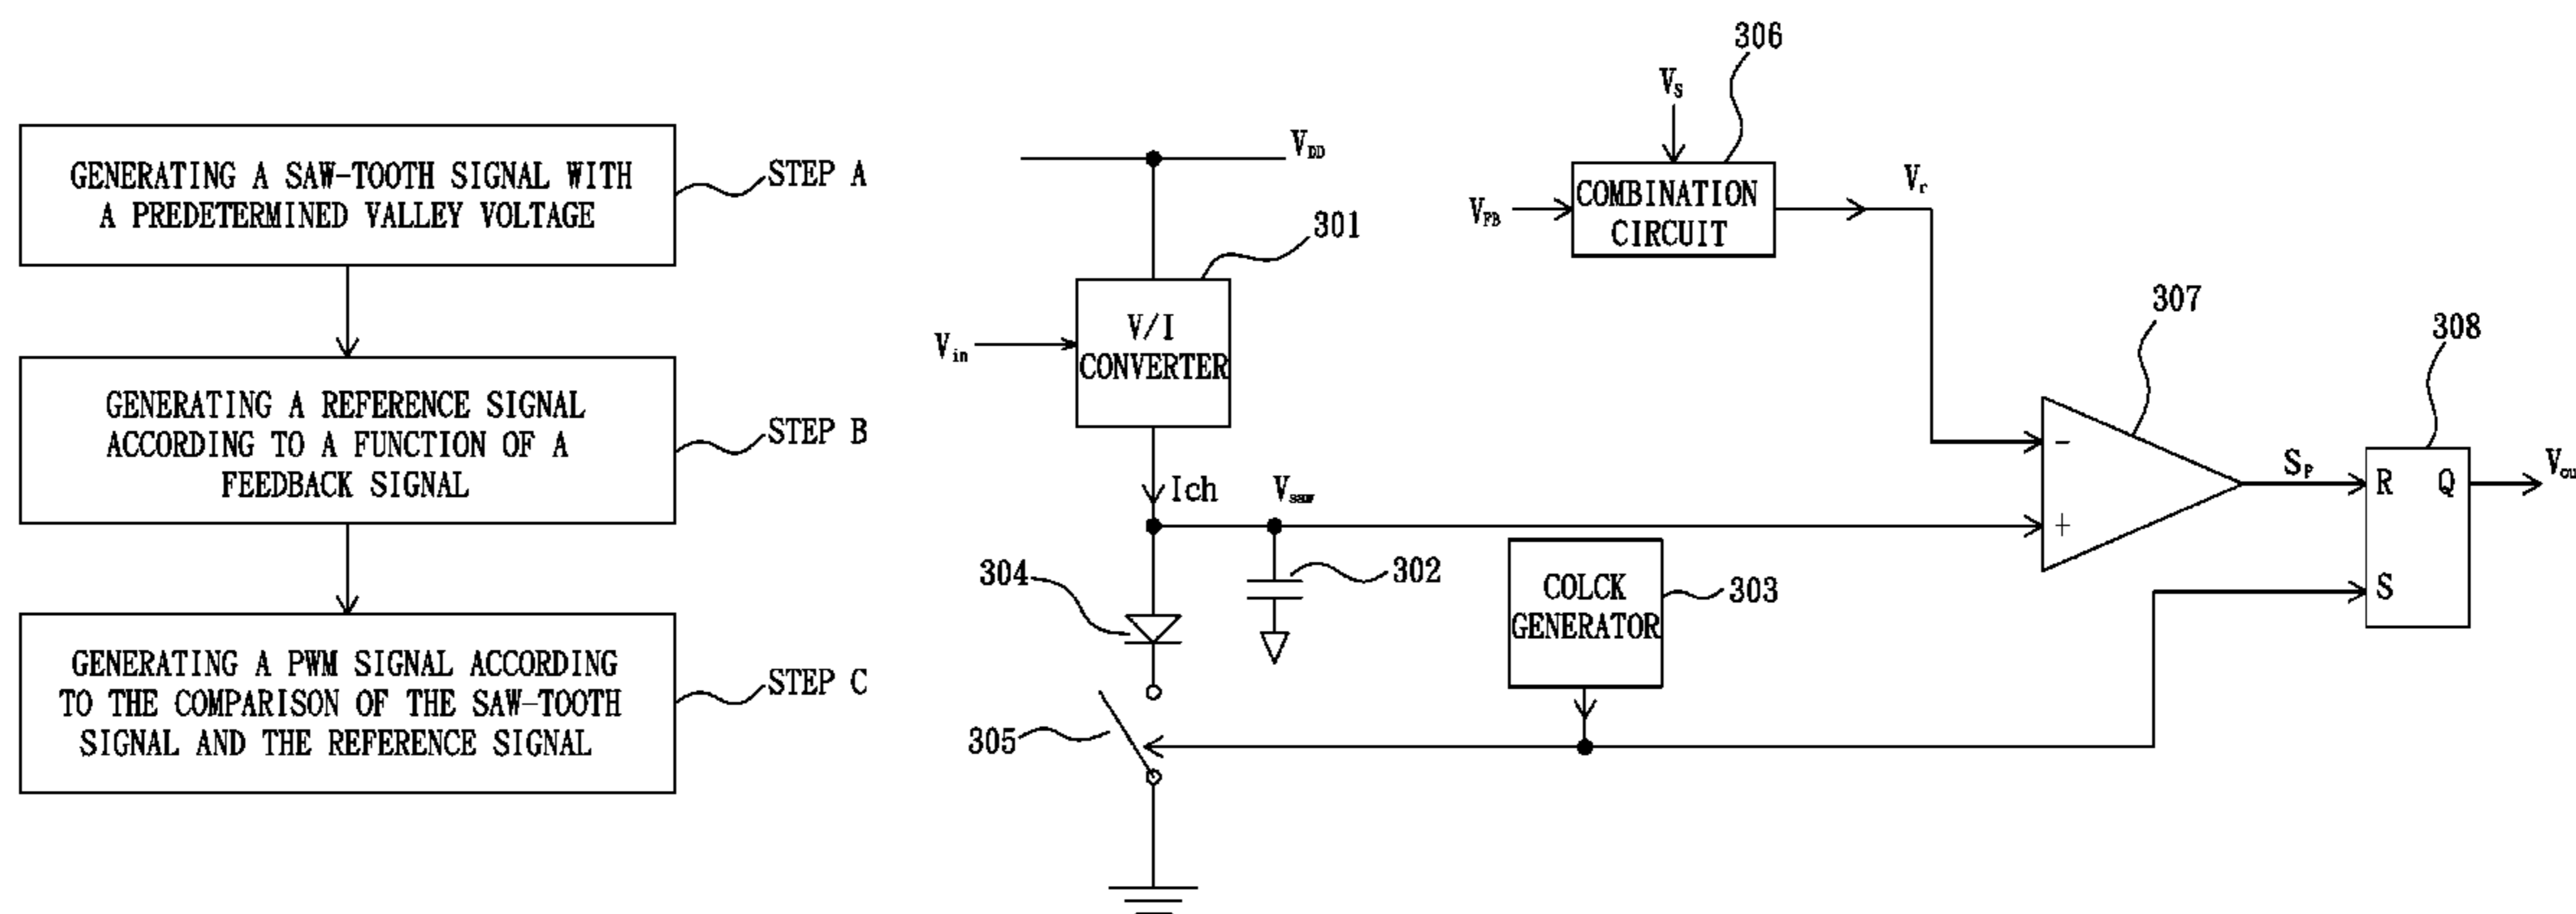 GENERATING A SAW-TOOTH SIGNAL WITH
A PREDETERMINED VALLEY VOLTAGE
STEP A
GENERATING A REFERENCE SIGNAL
ACCORDING TO A FUNCTION OF A
FEEDBACK SIGNAL
STEP B
GENERATING A PWM SIGNAL ACCORDING
TO THE COMPARISON OF THE SAW-TOOTH
SIGNAL AND THE REFERENCE SIGNAL
STEP C
VDD
301
Vin
V/I
CONVERTER
Ich
Vsaw
304
302
305
306
VS
VFB
COMBINATION
CIRCUIT
Vr
307
−
+
303
COLCK
GENERATOR
SP
308
R Q
S
Vou